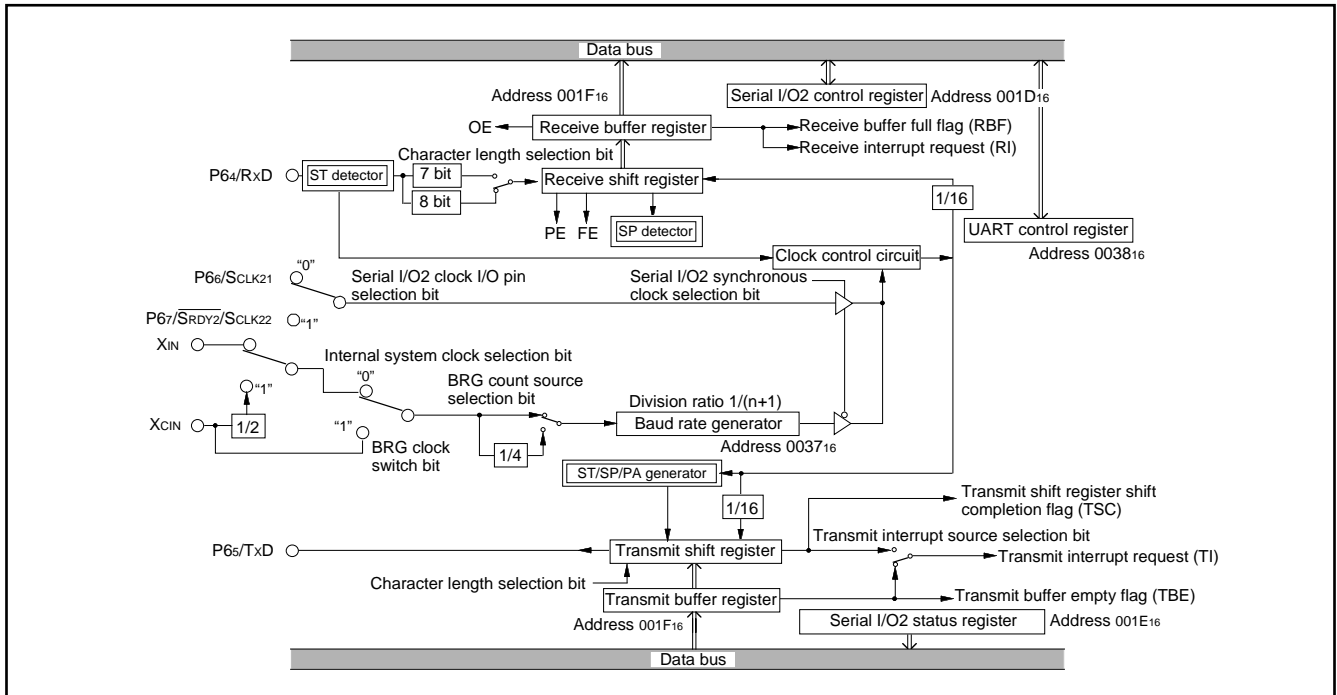 Data bus
Address 001F16
Serial I/O2 control register
Address 001D16
OE
Receive buffer register
Receive buffer full flag (RBF)
Receive interrupt request (RI)
Character length selection bit
P64/RXD
ST detector
7 bit
8 bit
Receive shift register
1/16
PE
FE
SP detector
UART control register
Address 003816
Clock control circuit
P66/SCLK21
"0"
Serial I/O2 clock I/O pin
selection bit
Serial I/O2 synchronous
clock selection bit
P67/SRDY2/SCLK22
"1"
XIN
Internal system clock selection bit
"0"
BRG count source
selection bit
"1"
Division ratio 1/(n+1)
Baud rate generator
Address 003716
XCIN
1/2
"1"
BRG clock
switch bit
1/4
ST/SP/PA generator
1/16
Transmit shift register shift
completion flag (TSC)
Transmit interrupt source selection bit
P65/TXD
Transmit shift register
Transmit interrupt request (TI)
Character length selection bit
Transmit buffer register
Transmit buffer empty flag (TBE)
Address 001F16
Serial I/O2 status register
Address 001E16
Data bus